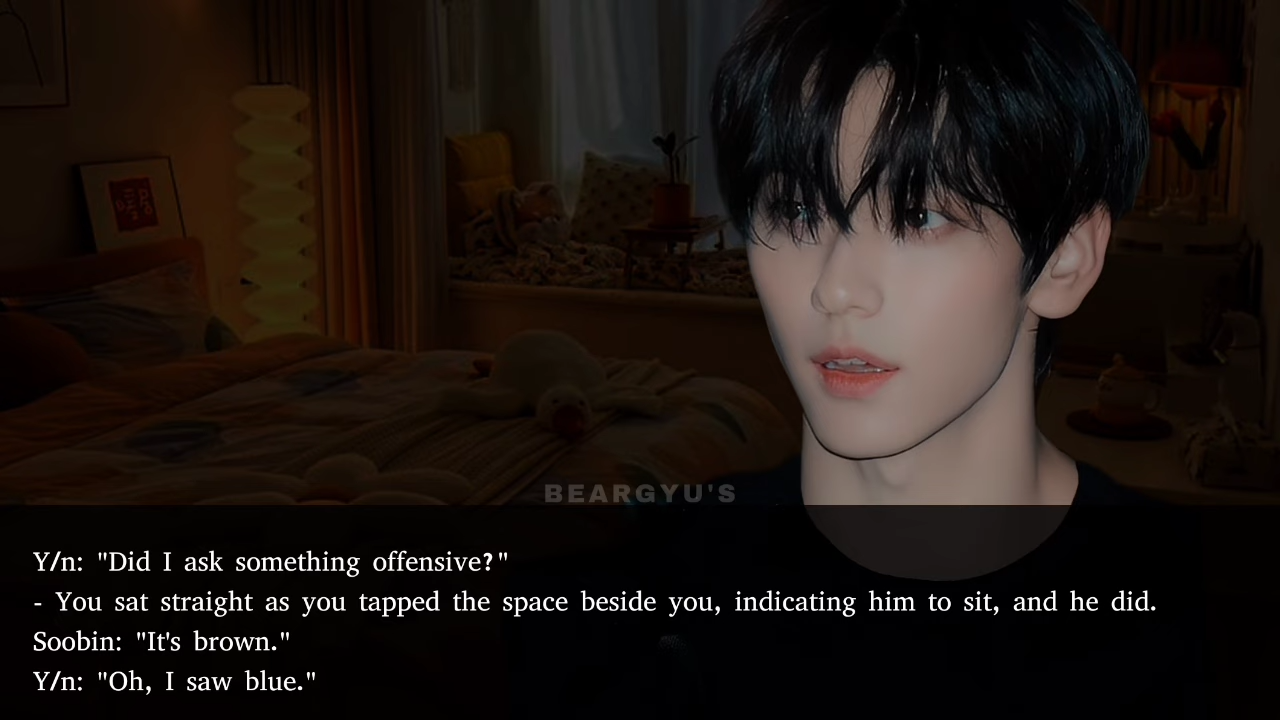 BEARGYU'S
Y/n: "Did I ask something offensive?"
- You sat straight as you tapped the space beside you, indicating him to sit, and he did.
Soobin: "It's brown."
Y/n: "Oh, I saw blue."